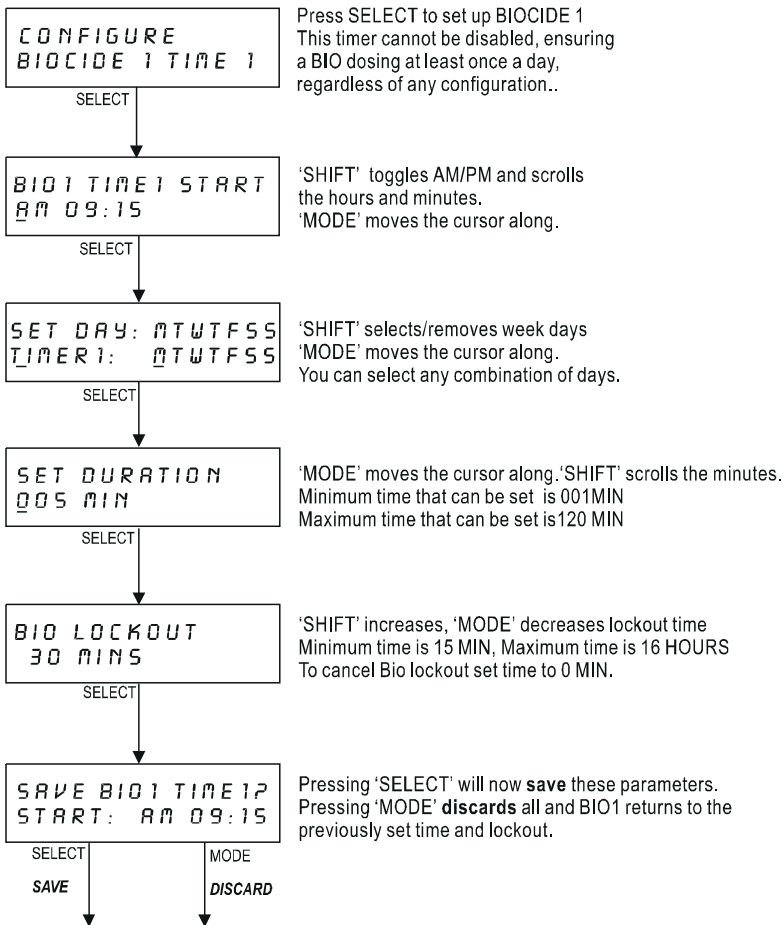 CONFIGURE
BIOCIDE 1 TIME 1
Press SELECT to set up BIOCIDE 1
This timer cannot be disabled, ensuring
a BIO dosing at least once a day,
regardless of any configuration..
SELECT
BIO1 TIME1 START
AM 09:15
'SHIFT' toggles AM/PM and scrolls
the hours and minutes.
'MODE' moves the cursor along.
SELECT
SET DAY: MTWTFSS
TIMER1: MTWTFSS
'SHIFT' selects/removes week days
'MODE' moves the cursor along.
You can select any combination of days.
SELECT
SET DURATION
005 MIN
'MODE' moves the cursor along.'SHIFT' scrolls the minutes.
Minimum time that can be set is 001MIN
Maximum time that can be set is120 MIN
SELECT
BIO LOCKOUT
30 MINS
'SHIFT' increases, 'MODE' decreases lockout time
Minimum time is 15 MIN, Maximum time is 16 HOURS
To cancel Bio lockout set time to 0 MIN.
SELECT
SAVE BIO1 TIME1?
START: AM 09:15
Pressing 'SELECT' will now save these parameters.
Pressing 'MODE' discards all and BIO1 returns to the
previously set time and lockout.
SELECT MODE
SAVE DISCARD